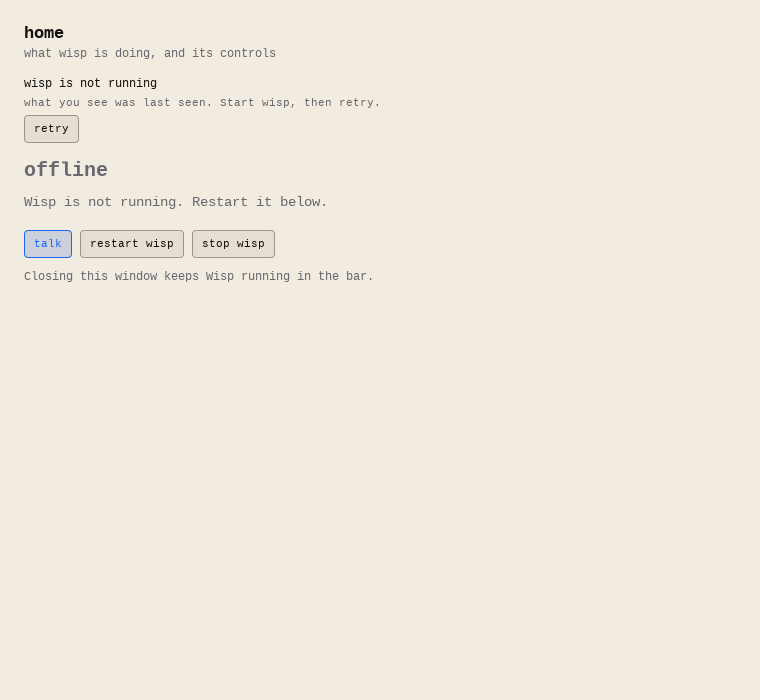 home
what wisp is doing, and its controls
wisp is not running
what you see was last seen. Start wisp, then retry.
retry
offline
Wisp is not running. Restart it below.
talk restart wisp stop wisp
Closing this window keeps Wisp running in the bar.